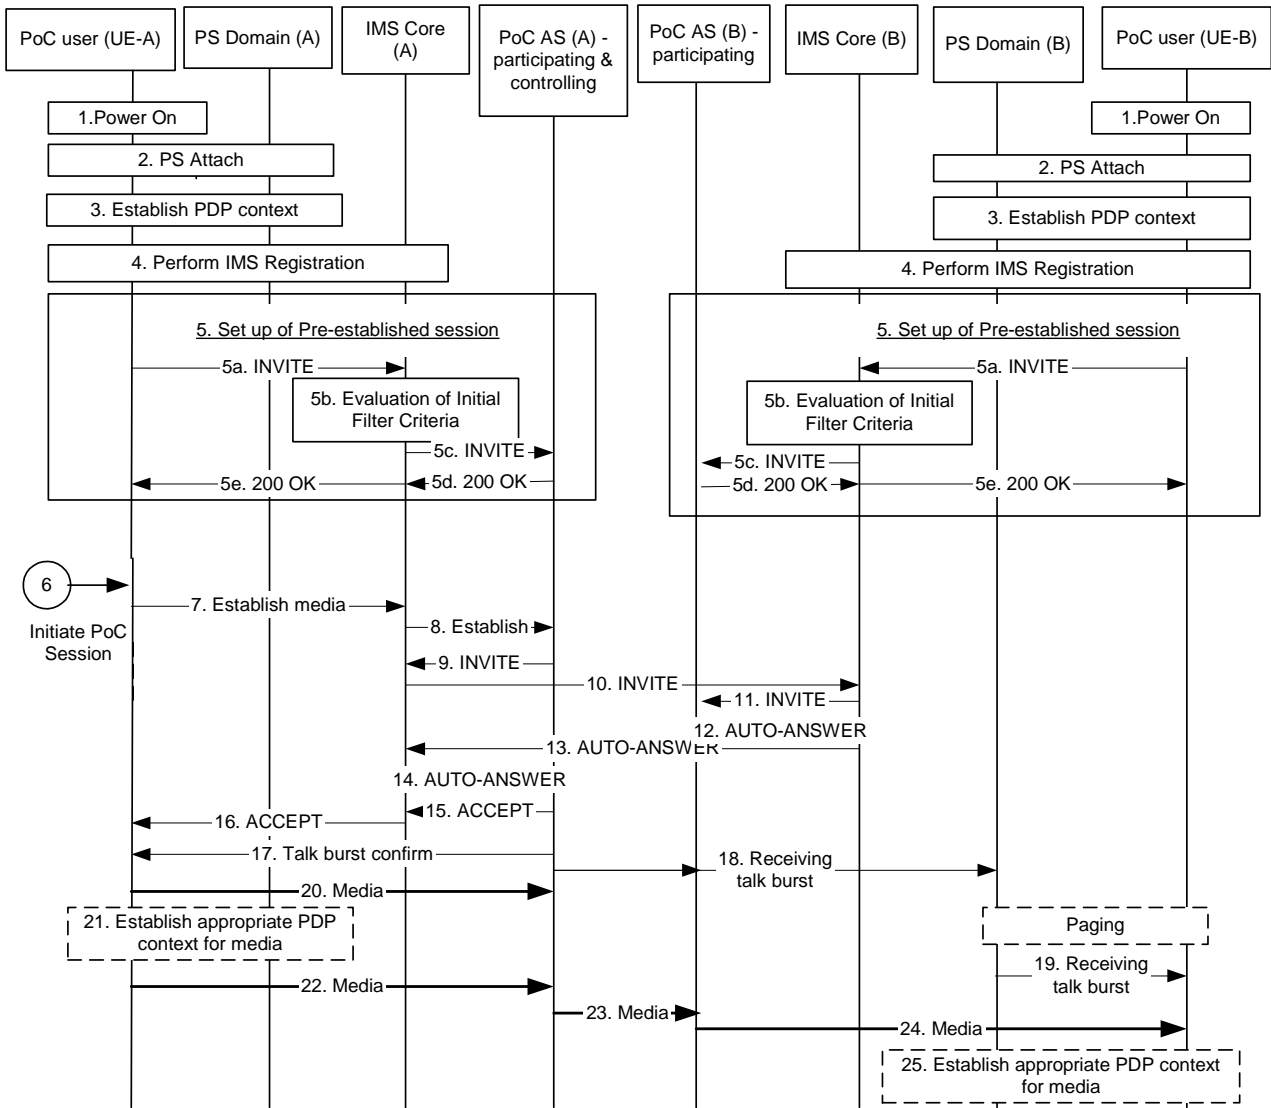 PoC user (UE-A)
PS Domain (A)
IMS Core
(A)
PoC AS (A) -
participating &
controlling
PoC AS (B) -
participating
IMS Core (B)
PS Domain (B)
PoC user (UE-B)
1.Power On
1.Power On
2. PS Attach
2. PS Attach
3. Establish PDP context
3. Establish PDP context
4. Perform IMS Registration
4. Perform IMS Registration
5. Set up of Pre-established session
5. Set up of Pre-established session
5a. INVITE
5a. INVITE
5b. Evaluation of Initial
Filter Criteria
5b. Evaluation of Initial
Filter Criteria
5c. INVITE
5c. INVITE
5e. 200 OK
5d. 200 OK
5d. 200 OK
5e. 200 OK
6
Initiate PoC
Session
7. Establish media
8. Establish
9. INVITE
10. INVITE
11. INVITE
12. AUTO-ANSWER
13. AUTO-ANSWER
14. AUTO-ANSWER
15. ACCEPT
16. ACCEPT
17. Talk burst confirm
18. Receiving
talk burst
20. Media
21. Establish appropriate PDP
context for media
Paging
19. Receiving
talk burst
22. Media
23. Media
24. Media
25. Establish appropriate PDP context
for media